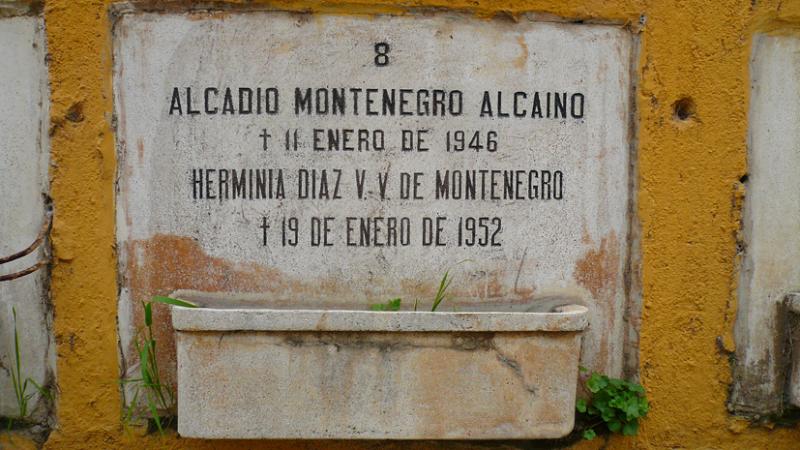 8
ALCADIO MONTENEGRO ALCAINO
† 11 ENERO DE 1946
HERMINIA DIAZ V. V. DE MONTENEGRO
† 19 DE ENERO DE 1952